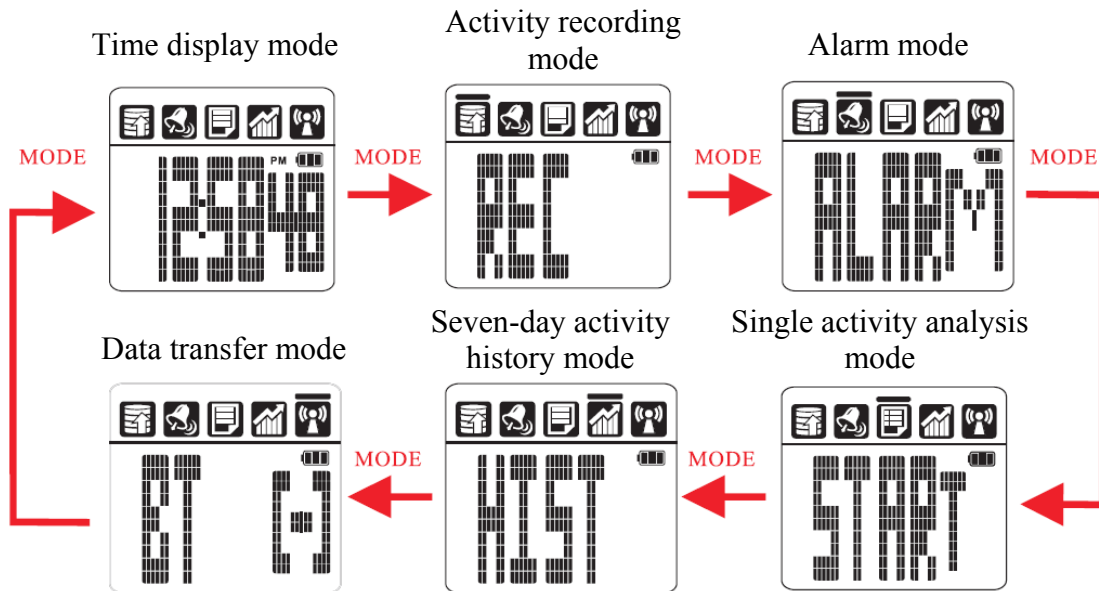 Time display mode
Activity recording
mode
Alarm mode
MODE
PM
12:58 48
MODE
REC
MODE
ALARM
MODE
Data transfer mode
Seven-day activity
history mode
Single activity analysis
mode
BT [·]
MODE
HIST
MODE
START